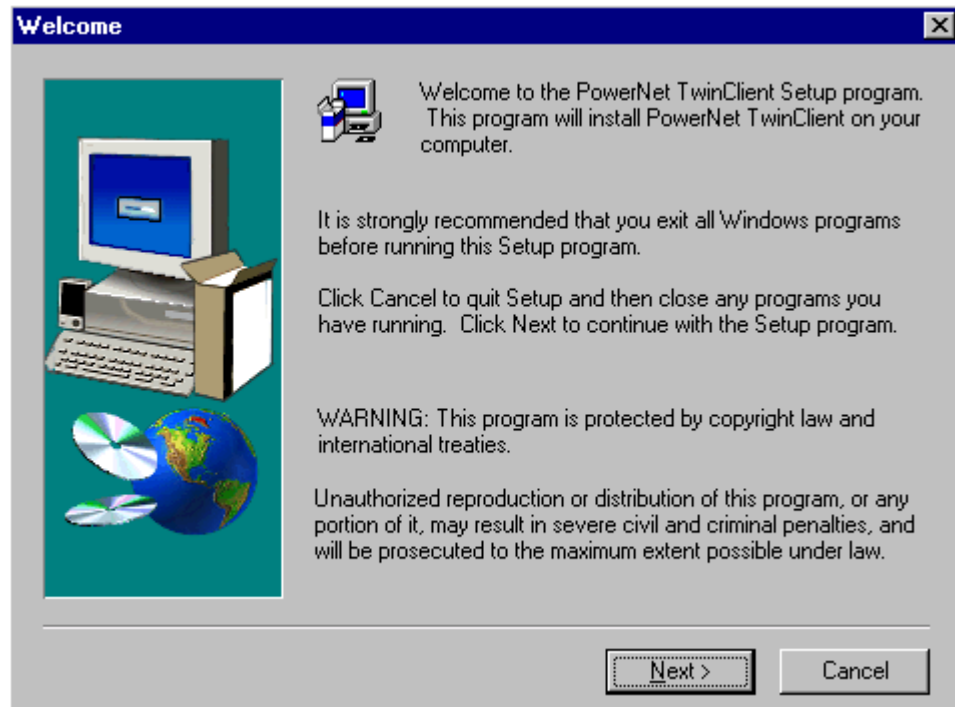 Welcome
Welcome to the PowerNet TwinClient Setup program.
This program will install PowerNet TwinClient on your
computer.
It is strongly recommended that you exit all Windows programs
before running this Setup program.
Click Cancel to quit Setup and then close any programs you
have running.  Click Next to continue with the Setup program.
WARNING: This program is protected by copyright law and
international treaties.
Unauthorized reproduction or distribution of this program, or any
portion of it, may result in severe civil and criminal penalties, and
will be prosecuted to the maximum extent possible under law.
Next >
Cancel